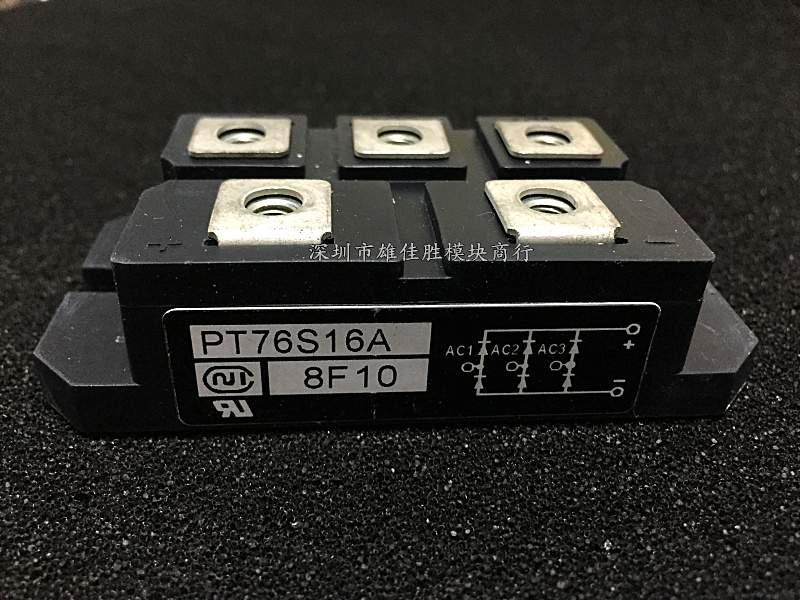 + −
深圳市雄佳胜模块商行
PT76S16A
8F10
AC1 AC2 AC3
+
−